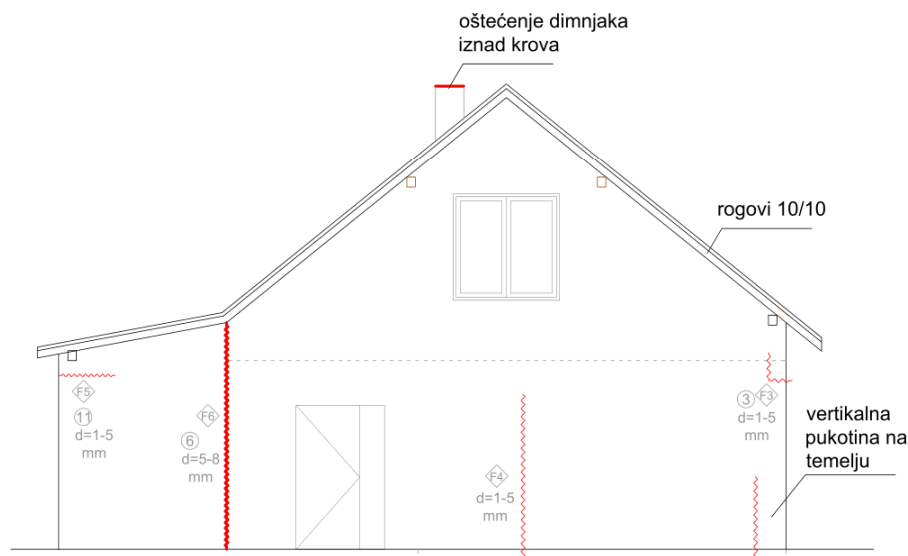 oštećenje dimnjaka
iznad krova
rogovi 10/10
F5
11
d=1-5
mm
F6
6
d=5-8
mm
F4
d=1-5
mm
3
F3
d=1-5
mm
vertikalna
pukotina na
temelju